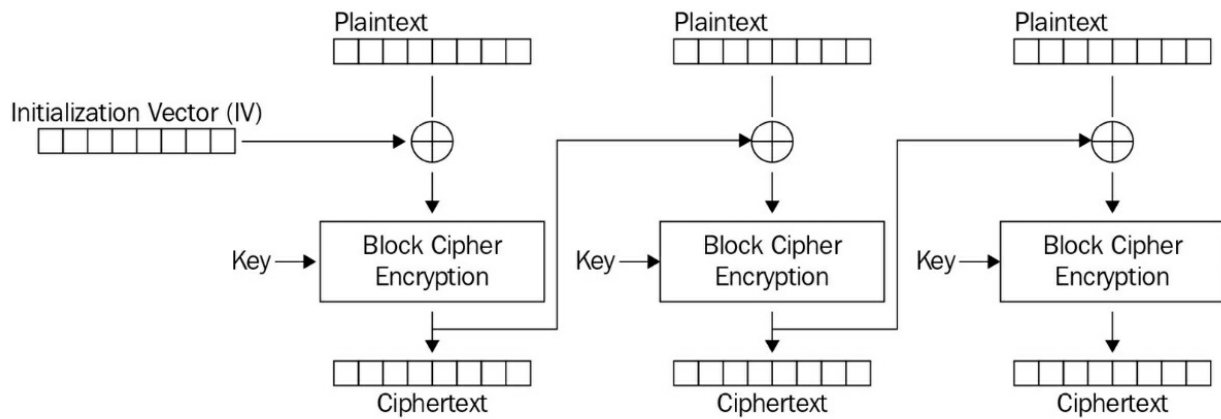 Plaintext
Plaintext
Plaintext
Initialization Vector (IV)
Key
Block Cipher
Encryption
Key
Block Cipher
Encryption
Key
Block Cipher
Encryption
Ciphertext
Ciphertext
Ciphertext